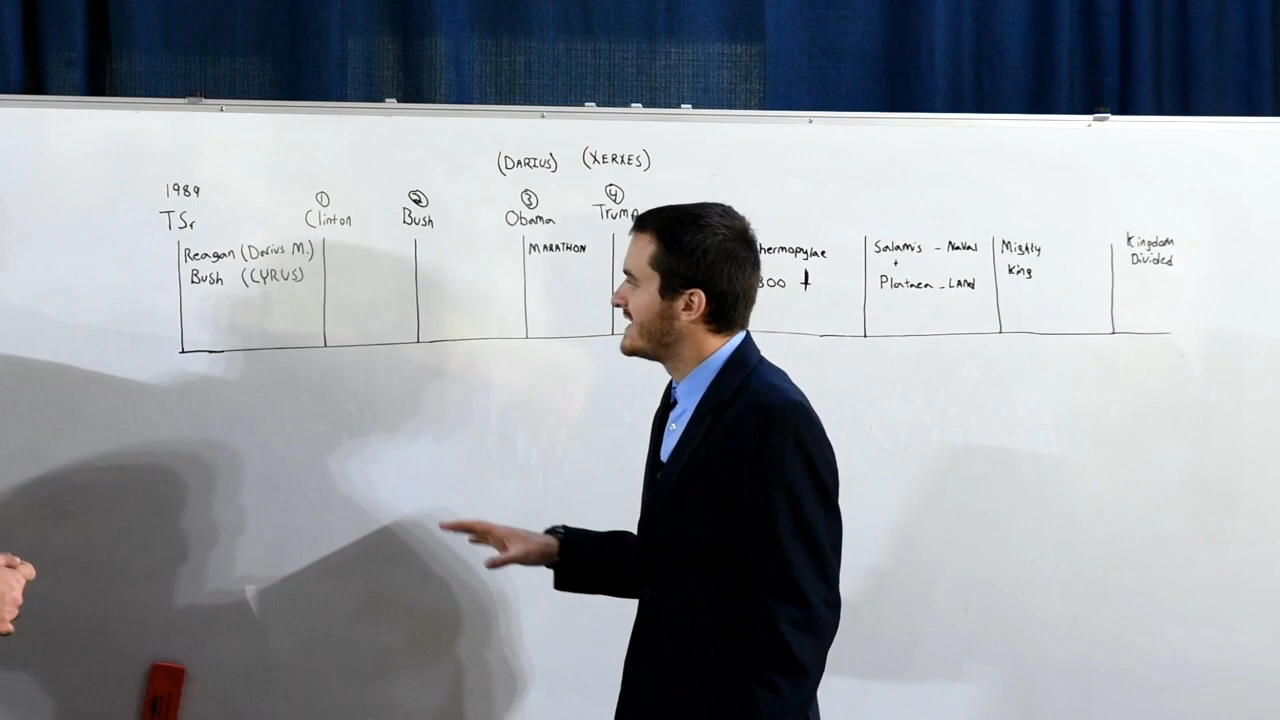 (DARIUS) (XERXES)
1989 ① ② ③ ④
TSr Clinton Bush Obama Trump
Reagan (Darius M.)
Bush (CYRUS)
MARATHON
hermopylae
300
Salamis - Naval
+
Plataea - LAND
Mighty
King
Kingdom
Divided